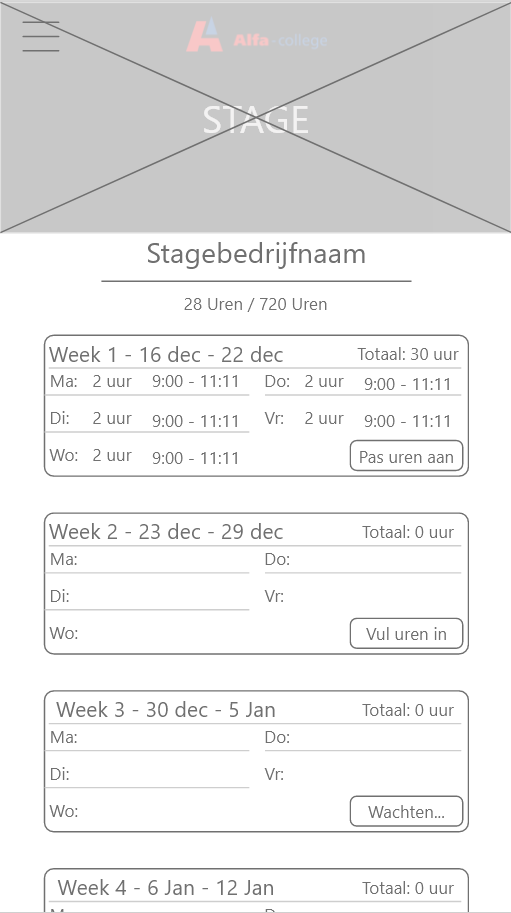 Alfa-college
STAGE
Stagebedrijfnaam
28 Uren / 720 Uren
Week 1 - 16 dec - 22 dec Totaal: 30 uur
Ma: 2 uur 9:00 - 11:11 Do: 2 uur 9:00 - 11:11
Di: 2 uur 9:00 - 11:11 Vr: 2 uur 9:00 - 11:11
Wo: 2 uur 9:00 - 11:11 Pas uren aan
Week 2 - 23 dec - 29 dec Totaal: 0 uur
Ma: Do:
Di: Vr:
Wo: Vul uren in
Week 3 - 30 dec - 5 Jan Totaal: 0 uur
Ma: Do:
Di: Vr:
Wo: Wachten...
Week 4 - 6 Jan - 12 Jan Totaal: 0 uur